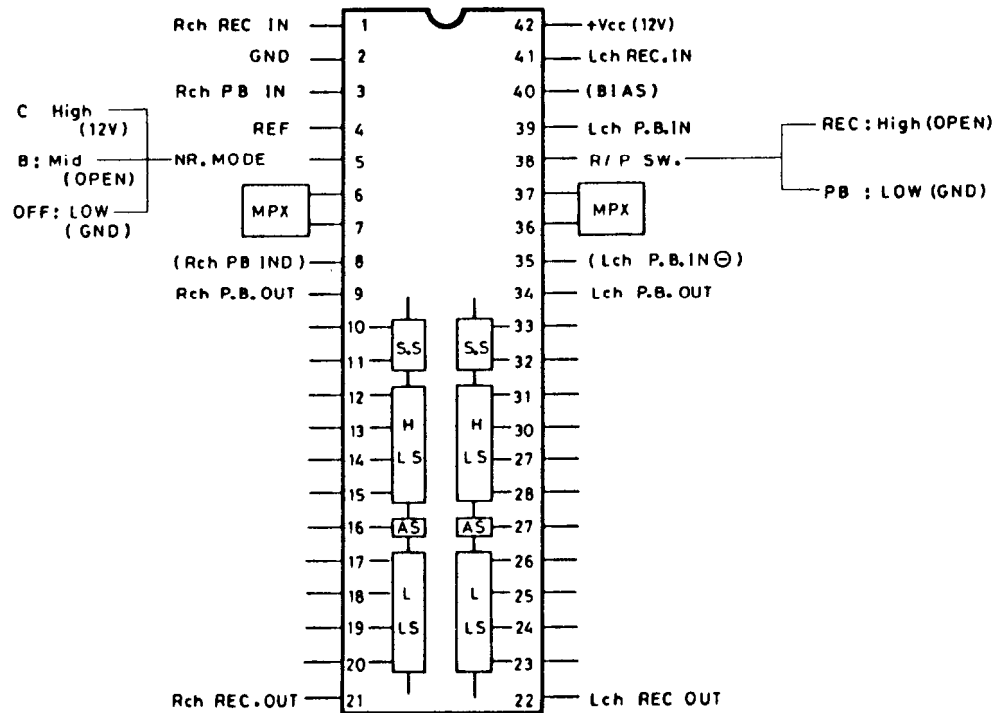 Rch REC IN 1 42 +Vcc (12V)
GND 2 41 Lch REC.IN
Rch PB IN 3 40 (BIAS)
C High
(12V)
REF 4 39 Lch P.B.IN
REC : High (OPEN)
B: Mid
(OPEN)
NR. MODE 5 38 R/P SW.
PB : LOW (GND)
OFF: LOW
(GND)
MPX 6 37 MPX
7 36
(Rch PB IND) 8 35 (Lch P.B.IN ⊖)
Rch P.B.OUT 9 34 Lch P.B.OUT
10 33
S.S S.S
11 32
12 31
13 H H 30
14 LS LS 27
15 28
16 AS AS 27
17 26
18 L L 25
19 LS LS 24
20 23
Rch REC.OUT 21 22 Lch REC OUT